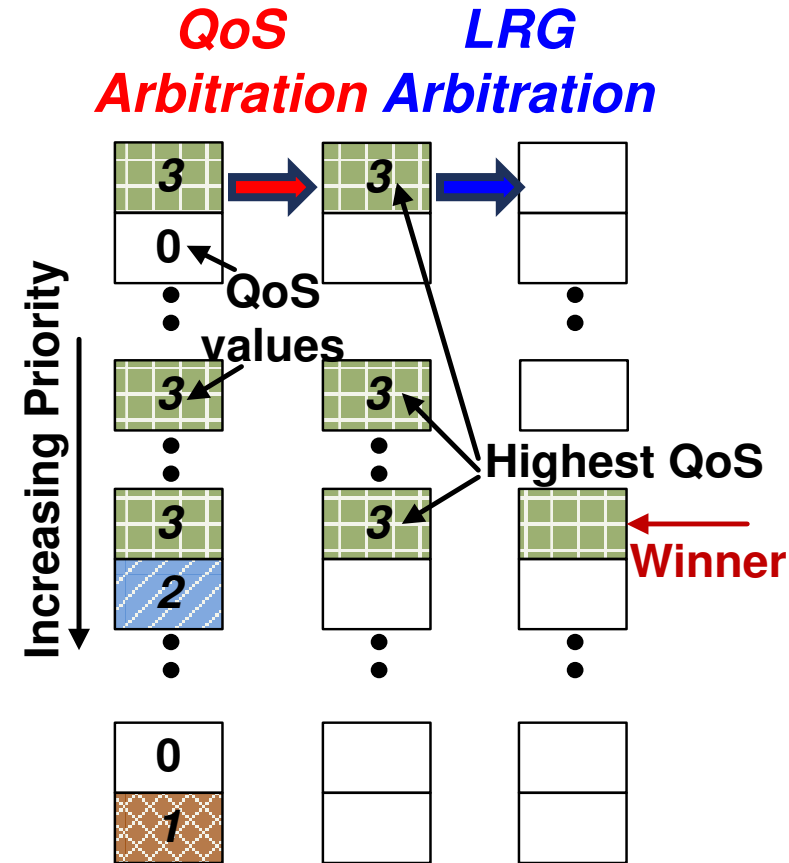 QoS
Arbitration
LRG
Arbitration
3
3
0
QoS
values
Increasing Priority
3
3
Highest QoS
3
3
2
Winner
0
1